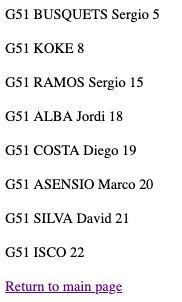 G51 BUSQUETS Sergio 5
G51 KOKE 8
G51 RAMOS Sergio 15
G51 ALBA Jordi 18
G51 COSTA Diego 19
G51 ASENSIO Marco 20
G51 SILVA David 21
G51 ISCO 22
Return to main page